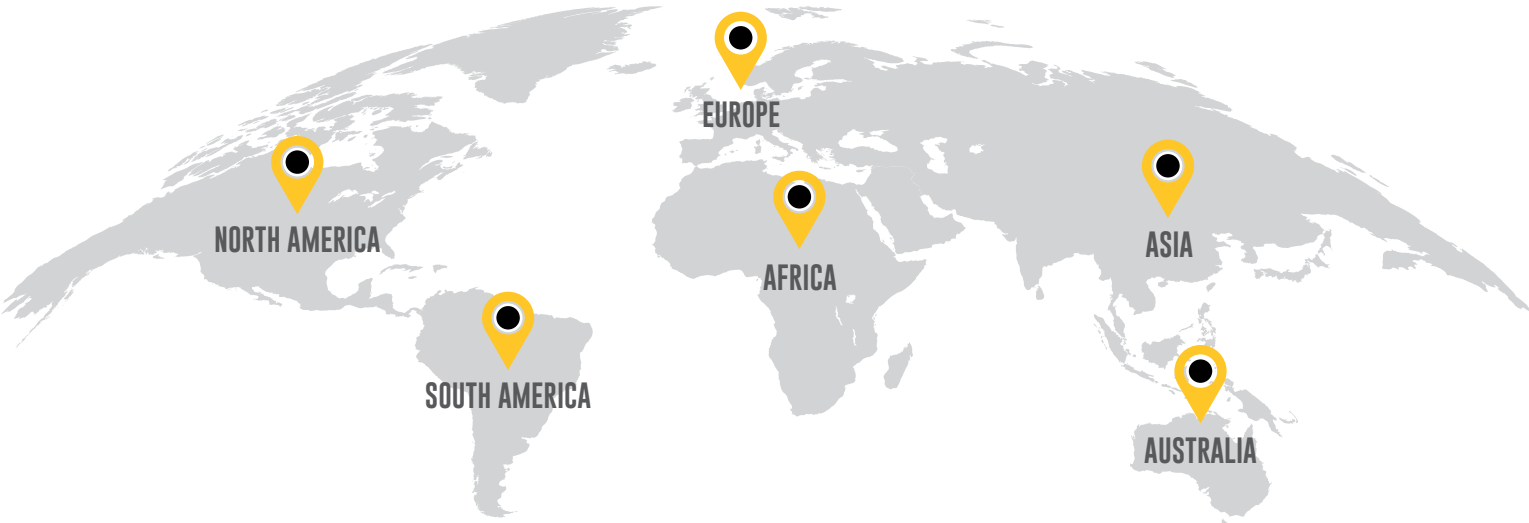 EUROPE
NORTH AMERICA
ASIA
AFRICA
SOUTH AMERICA
AUSTRALIA